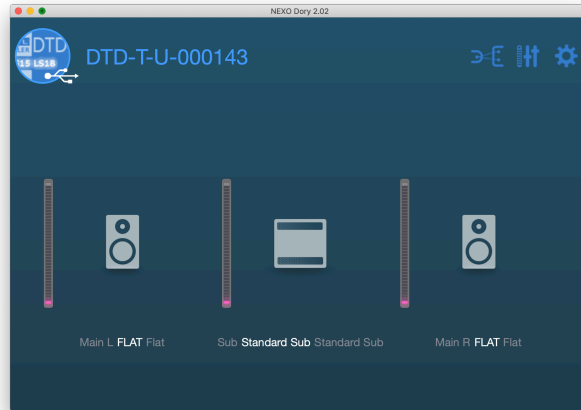 NEXO Dory 2.02
DTD
S15 LS18
DTD-T-U-000143
Main L FLAT Flat
Sub Standard Sub Standard Sub
Main R FLAT Flat